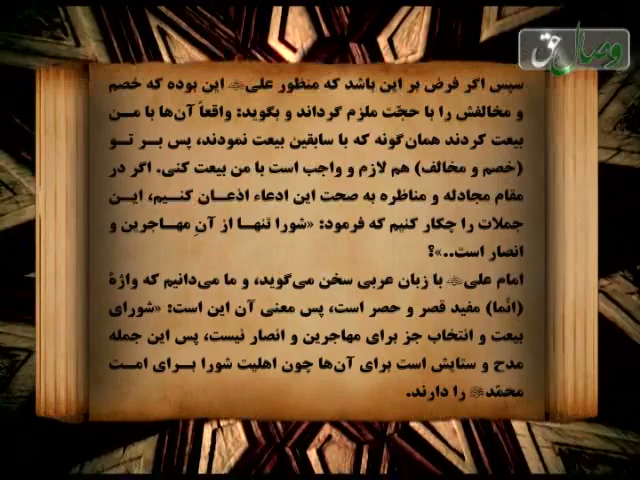 وصال حق
سپس اگر فرض بر این باشد که منظور علی این بوده که خصم
و مخالفش را با حجّت ملزم گرداند و بگوید: واقعاً آن‌ها با من
بیعت کردند همان‌گونه که با سابقین بیعت نمودند، پس بر تو
(خصم و مخالف) هم لازم و واجب است با من بیعت کنی. اگر در
مقام مجادله و مناظره به صحت این ادعاء اذعان کنیم، این
جملات را چکار کنیم که فرمود: «شورا تنها از آنِ مهاجرین و
انصار است..»؟
امام علی با زبان عربی سخن می‌گوید، و ما می‌دانیم که واژهٔ
(انّما) مفید قصر و حصر است، پس معنی آن این است: «شورای
بیعت و انتخاب جز برای مهاجرین و انصار نیست، پس این جمله
مدح و ستایش است برای آن‌ها چون اهلیت شورا برای امت
محمّد را دارند.